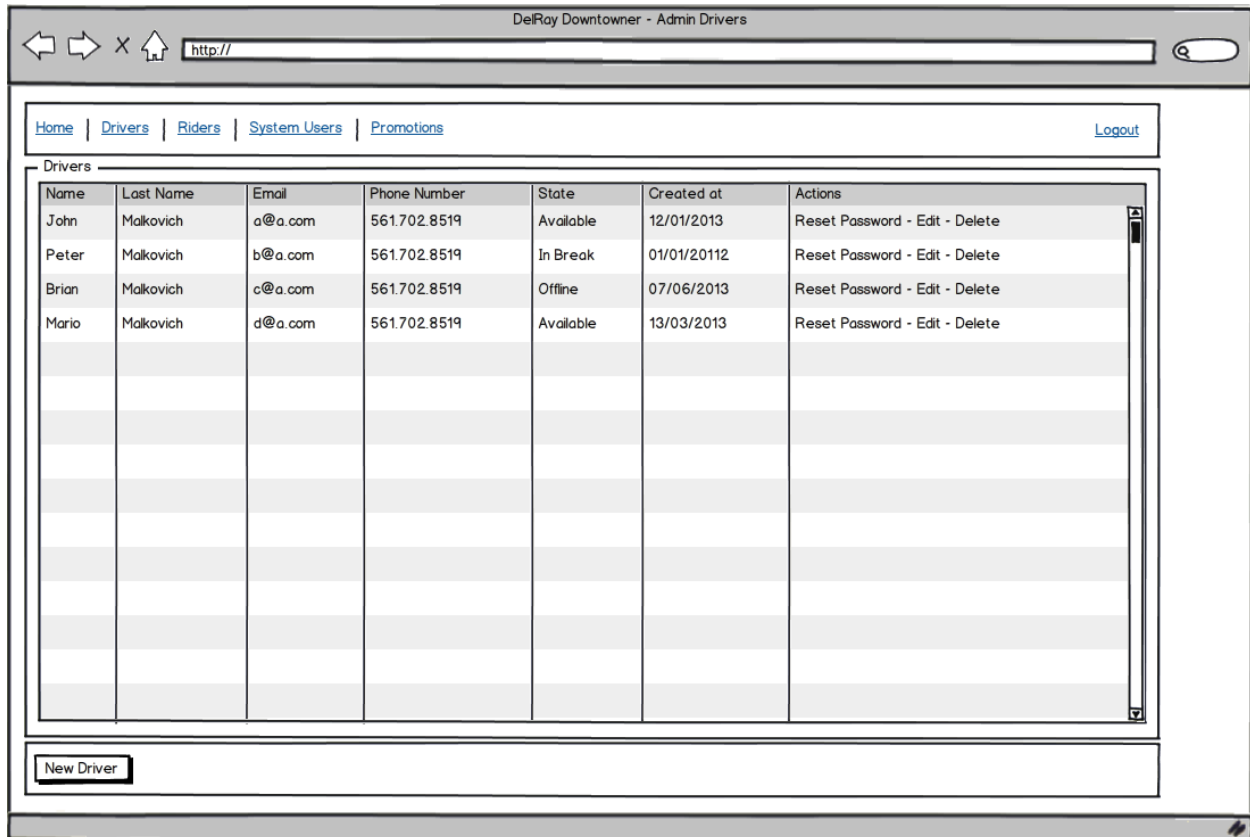 DelRay Downtowner - Admin Drivers
http://
Home | Drivers | Riders | System Users | Promotions Logout
Drivers
Name Last Name Email Phone Number State Created at Actions
John Malkovich a@a.com 561.702.8519 Available 12/01/2013 Reset Password - Edit - Delete
Peter Malkovich b@a.com 561.702.8519 In Break 01/01/20112 Reset Password - Edit - Delete
Brian Malkovich c@a.com 561.702.8519 Offline 07/06/2013 Reset Password - Edit - Delete
Mario Malkovich d@a.com 561.702.8519 Available 13/03/2013 Reset Password - Edit - Delete
New Driver